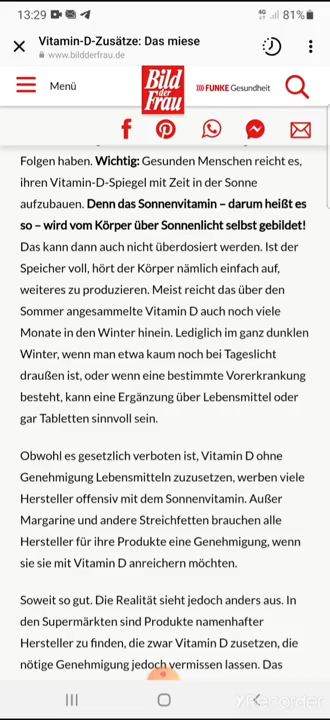 13:29
4G
81%
Vitamin-D-Zusätze: Das miese
www.bildderfrau.de
Menü
Bild der Frau
FUNKE Gesundheit
Folgen haben. Wichtig: Gesunden Menschen reicht es,
ihren Vitamin-D-Spiegel mit Zeit in der Sonne
aufzubauen. Denn das Sonnenvitamin – darum heißt es
so – wird vom Körper über Sonnenlicht selbst gebildet!
Das kann dann auch nicht überdosiert werden. Ist der
Speicher voll, hört der Körper nämlich einfach auf,
weiteres zu produzieren. Meist reicht das über den
Sommer angesammelte Vitamin D auch noch viele
Monate in den Winter hinein. Lediglich im ganz dunklen
Winter, wenn man etwa kaum noch bei Tageslicht
draußen ist, oder wenn eine bestimmte Vorerkrankung
besteht, kann eine Ergänzung über Lebensmittel oder
gar Tabletten sinnvoll sein.
Obwohl es gesetzlich verboten ist, Vitamin D ohne
Genehmigung Lebensmitteln zuzusetzen, werben viele
Hersteller offensiv mit dem Sonnenvitamin. Außer
Margarine und andere Streichfetten brauchen alle
Hersteller für ihre Produkte eine Genehmigung, wenn
sie sie mit Vitamin D anreichern möchten.
Soweit so gut. Die Realität sieht jedoch anders aus. In
den Supermärkten sind Produkte namenhafter
Hersteller zu finden, die zwar Vitamin D zusetzen, die
nötige Genehmigung jedoch vermissen lassen. Das